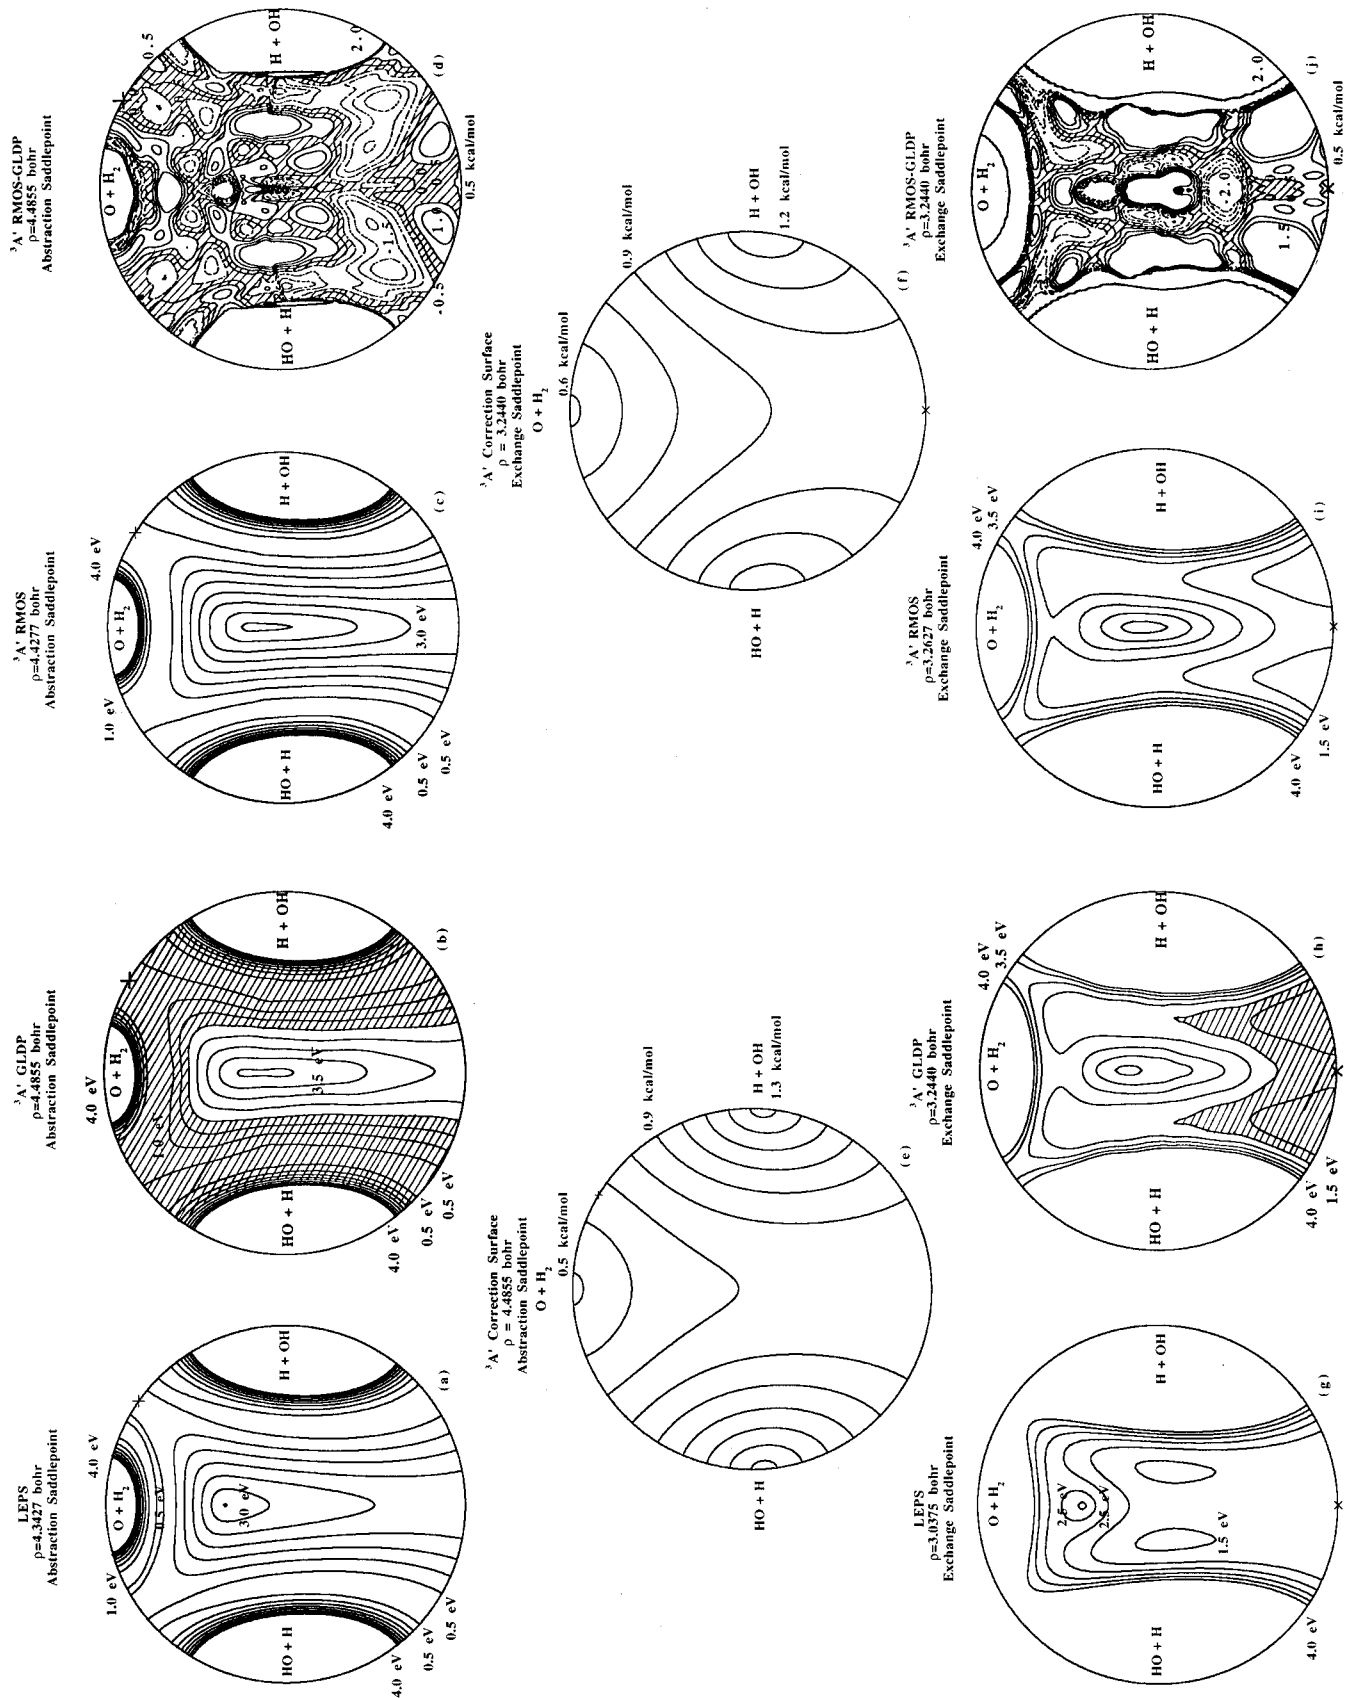 LEPS
ρ=4.3427 bohr
Abstraction Saddlepoint
4.0 eV
1.0 eV
O + H2
0.5 eV
3.0 eV
HO + H
H + OH
4.0 eV
0.5 eV
0.5 eV
(a)
³A' GLDP
ρ=4.4855 bohr
Abstraction Saddlepoint
4.0 eV
O + H2
1.0 eV
3.5 eV
HO + H
H + OH
4.0 eV
0.5 eV
0.5 eV
(b)
³A' RMOS
ρ=4.4277 bohr
Abstraction Saddlepoint
4.0 eV
1.0 eV
O + H2
HO + H
H + OH
3.0 eV
4.0 eV
0.5 eV
0.5 eV
(c)
³A' RMOS-GLDP
ρ=4.4855 bohr
Abstraction Saddlepoint
0.5
O + H2
HO + H
H + OH
2.0
-1.5
1.0
0.5
-0.5
0.5 kcal/mol
(d)
³A' Correction Surface
ρ = 4.4855 bohr
Abstraction Saddlepoint
O + H2
0.5 kcal/mol
0.9 kcal/mol
HO + H
H + OH
1.3 kcal/mol
(e)
³A' Correction Surface
ρ = 3.2440 bohr
Exchange Saddlepoint
O + H2
0.6 kcal/mol
0.9 kcal/mol
HO + H
H + OH
1.2 kcal/mol
(f)
LEPS
ρ=3.0375 bohr
Exchange Saddlepoint
O + H2
2.5 eV
2.5 eV
HO + H
H + OH
1.5 eV
4.0 eV
(g)
³A' GLDP
ρ=3.2440 bohr
Exchange Saddlepoint
4.0 eV
3.5 eV
O + H2
HO + H
H + OH
4.0 eV
1.5 eV
(h)
³A' RMOS
ρ=3.2627 bohr
Exchange Saddlepoint
4.0 eV
3.5 eV
O + H2
HO + H
H + OH
4.0 eV
1.5 eV
(i)
³A' RMOS-GLDP
ρ=3.2440 bohr
Exchange Saddlepoint
O + H2
HO + H
H + OH
-2.0
2.0
1.5
0.5 kcal/mol
(j)